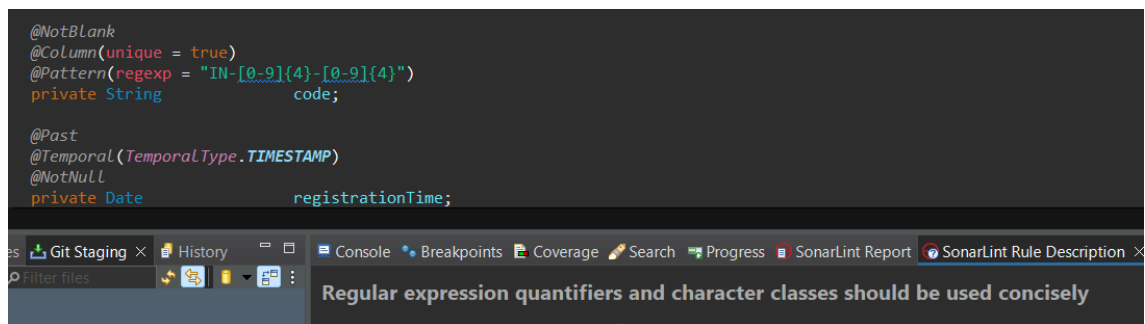 @NotBlank
@Column(unique = true)
@Pattern(regexp = "IN-[0-9]{4}-[0-9]{4}")
private String code;
@Past
@Temporal(TemporalType.TIMESTAMP)
@NotNull
private Date registrationTime;
es Git Staging History
Console Breakpoints Coverage Search Progress SonarLint Report SonarLint Rule Description
Filter files
Regular expression quantifiers and character classes should be used concisely